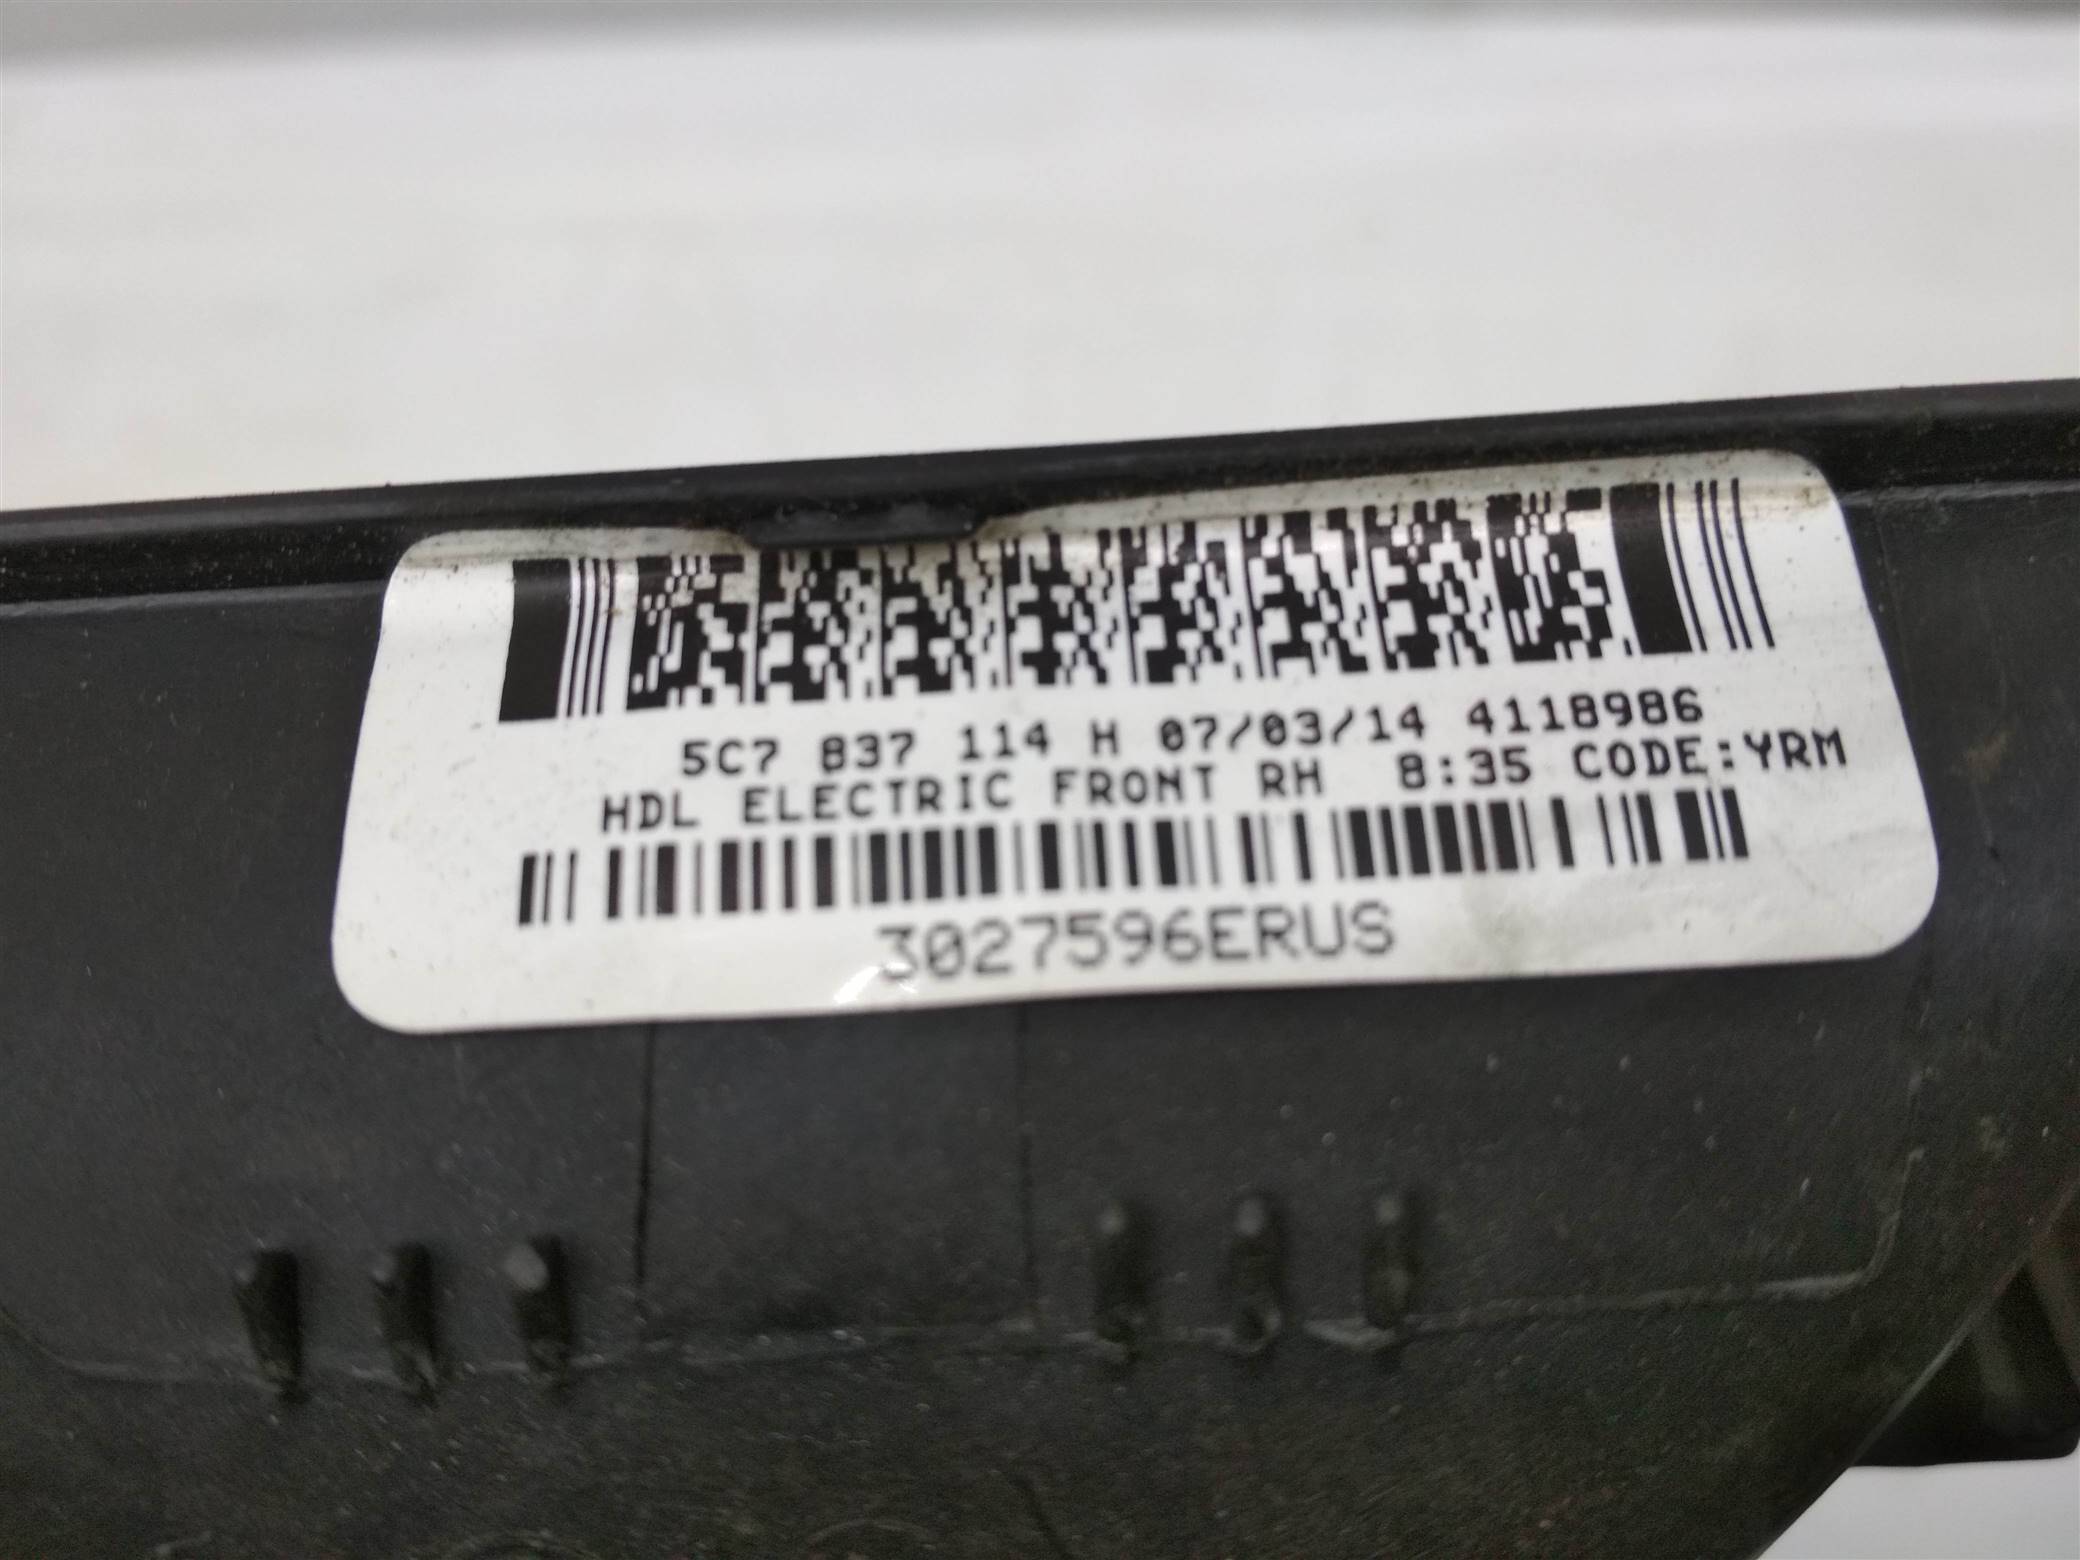 5C7 837 114 H 07/03/14 4118986
HDL ELECTRIC FRONT RH 8:35 CODE:YRM
3027596ERUS